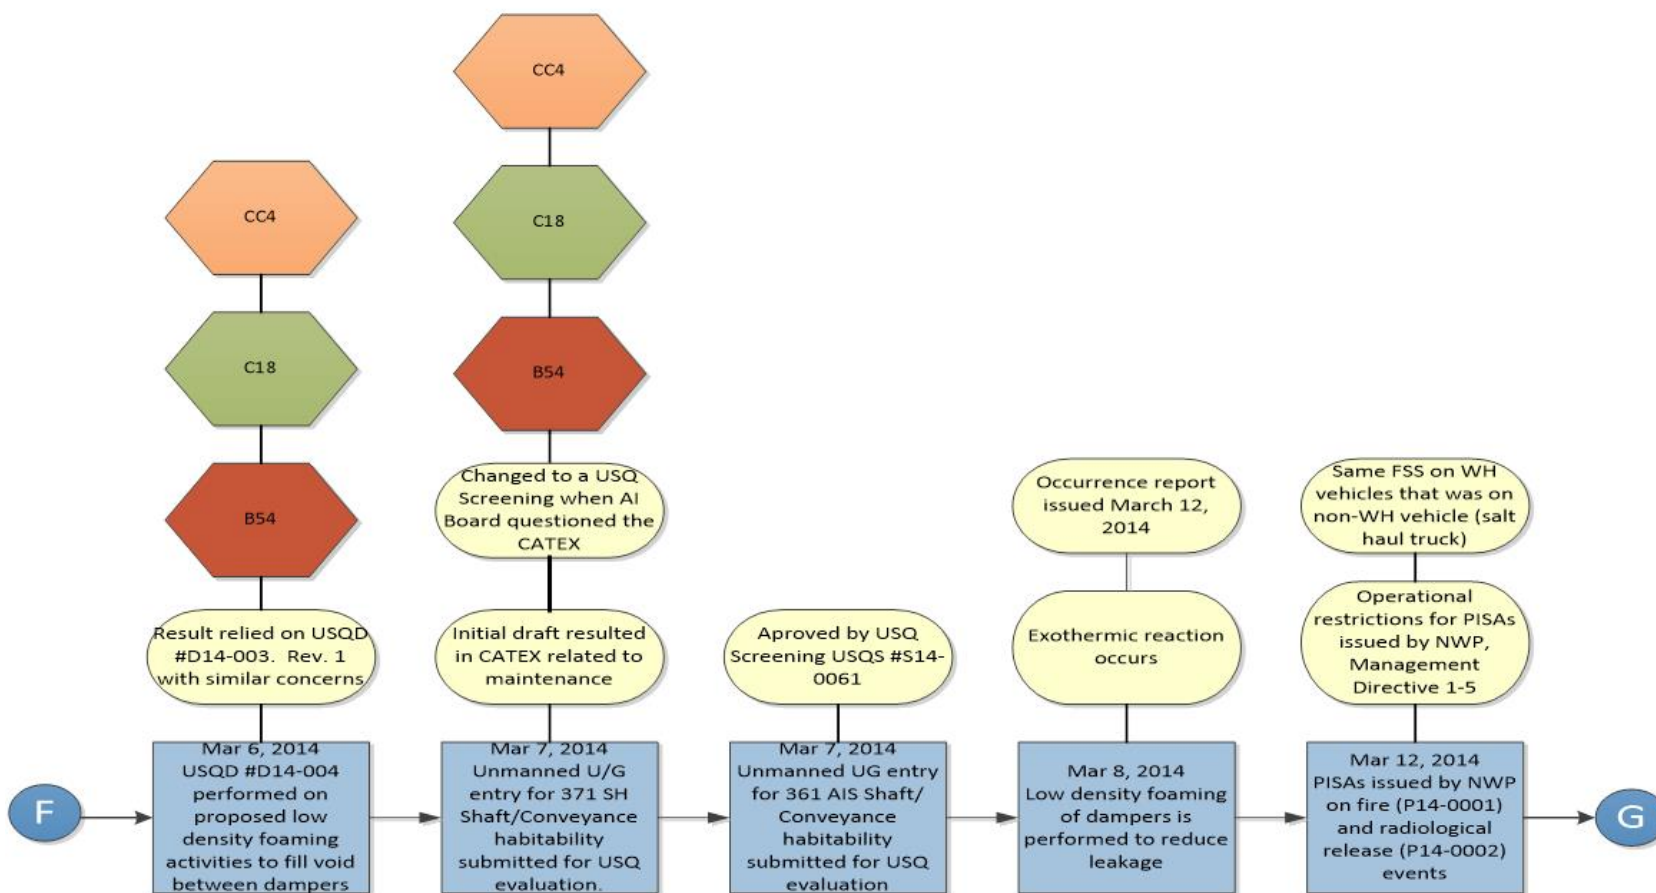 CC4
C18
B54
Result relied on USQD
#D14-003.  Rev. 1
with similar concerns
Mar 6, 2014
USQD #D14-004
performed on
proposed low
density foaming
activities to fill void
between dampers
CC4
C18
B54
Changed to a USQ
Screening when AI
Board questioned the
CATEX
Initial draft resulted
in CATEX related to
maintenance
Mar 7, 2014
Unmanned U/G
entry for 371 SH
Shaft/Conveyance
habitability
submitted for USQ
evaluation.
Aproved by USQ
Screening USQS #S14-
0061
Mar 7, 2014
Unmanned UG entry
for 361 AIS Shaft/
Conveyance
habitability
submitted for USQ
evaluation
Occurrence report
issued March 12,
2014
Exothermic reaction
occurs
Mar 8, 2014
Low density foaming
of dampers is
performed to reduce
leakage
Same FSS on WH
vehicles that was on
non-WH vehicle (salt
haul truck)
Operational
restrictions for PISAs
issued by NWP,
Management
Directive 1-5
Mar 12, 2014
PISAs issued by NWP
on fire (P14-0001)
and radiological
release (P14-0002)
events
F
G